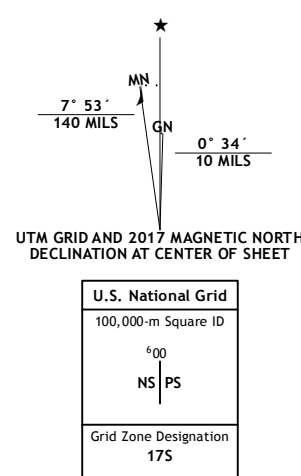 ★
MN
7° 53´
140 MILS
GN
0° 34´
10 MILS
UTM GRID AND 2017 MAGNETIC NORTH
DECLINATION AT CENTER OF SHEET
U.S. National Grid
100,000-m Square ID
⁶00
NS PS
Grid Zone Designation
17S